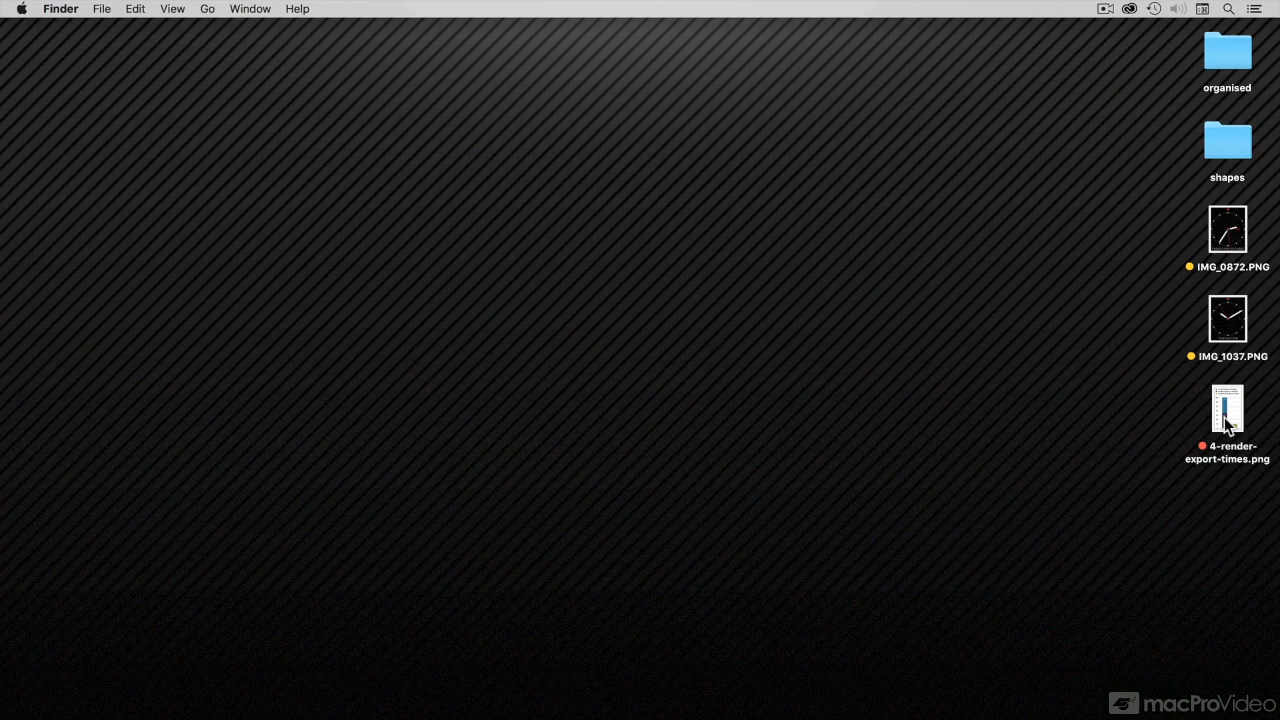 Finder File Edit View Go Window Help
organised
shapes
IMG_0872.PNG
IMG_1037.PNG
4-render-
export-times.png
macProVideo